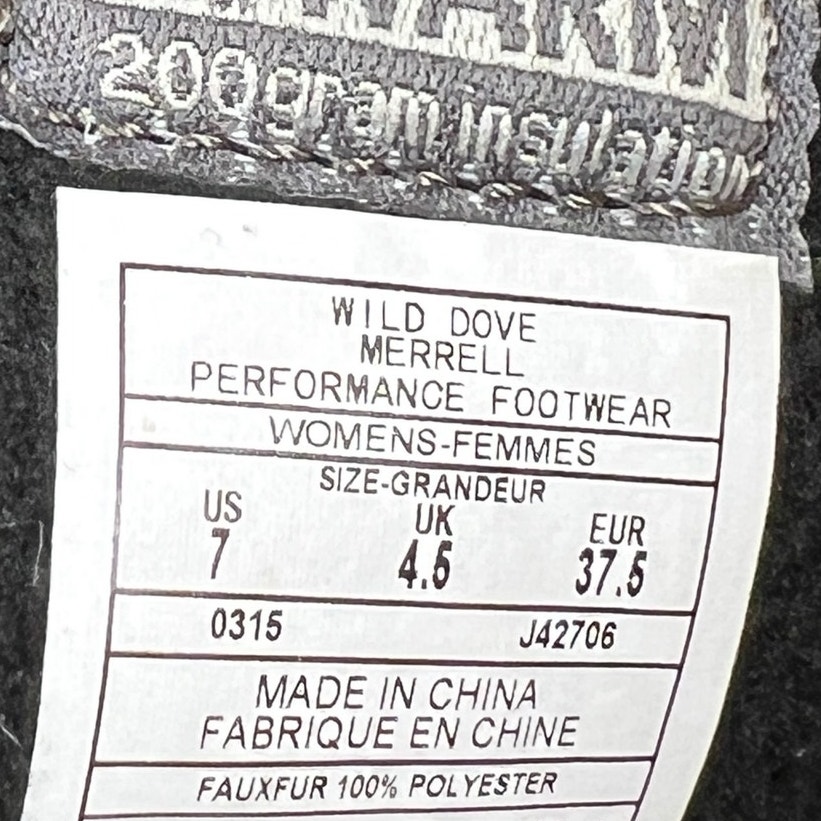 200gram insulation
WILD DOVE
MERRELL
PERFORMANCE FOOTWEAR
WOMENS-FEMMES
SIZE-GRANDEUR
US UK EUR
7 4.5 37.5
0315 J42706
MADE IN CHINA
FABRIQUE EN CHINE
FAUXFUR 100% POLYESTER